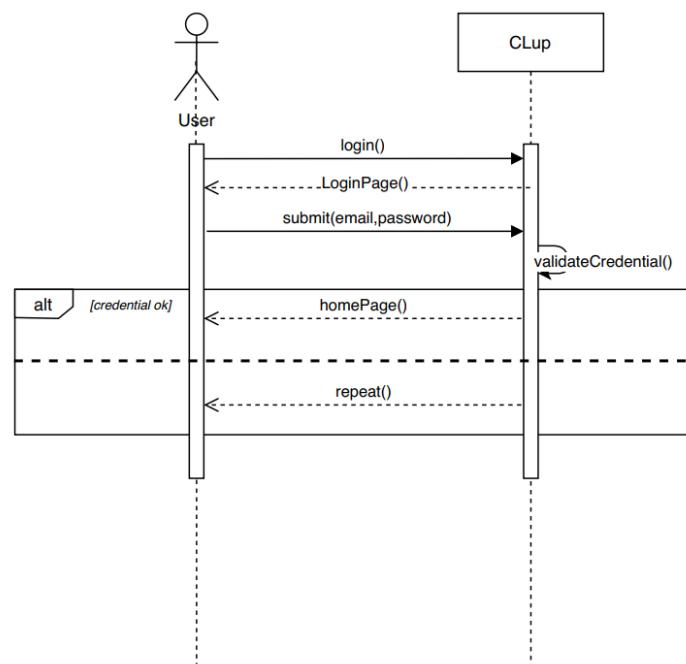 CLup
User
login()
LoginPage()
submit(email,password)
validateCredential()
alt
[credential ok]
homePage()
repeat()